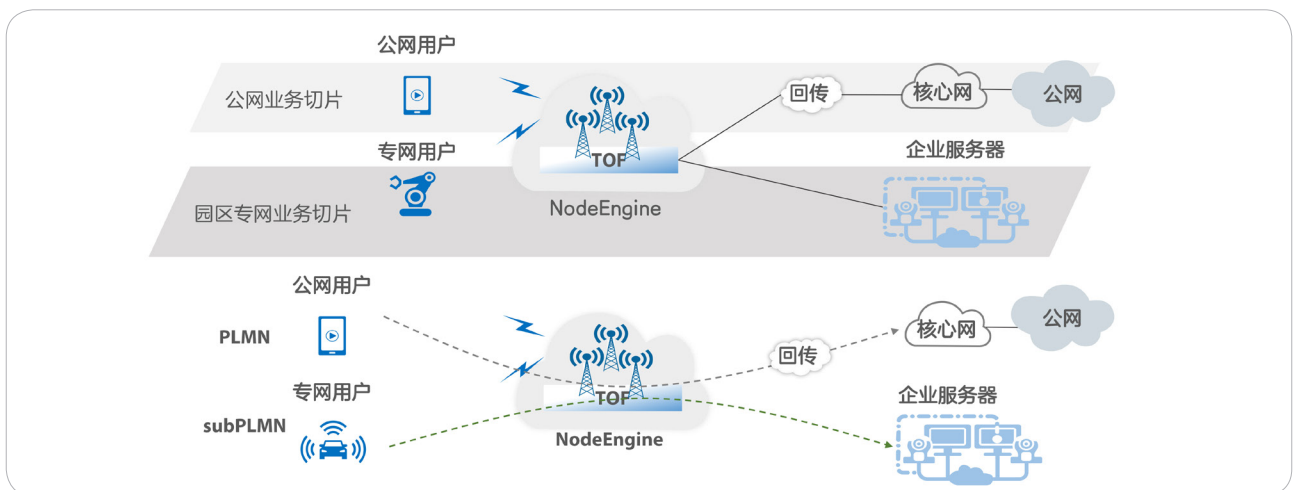 公网用户
公网业务切片
回传
核心网
公网
专网用户
企业服务器
TOF
园区专网业务切片
NodeEngine
公网用户
PLMN
回传
核心网
公网
专网用户
企业服务器
TOF
subPLMN
NodeEngine